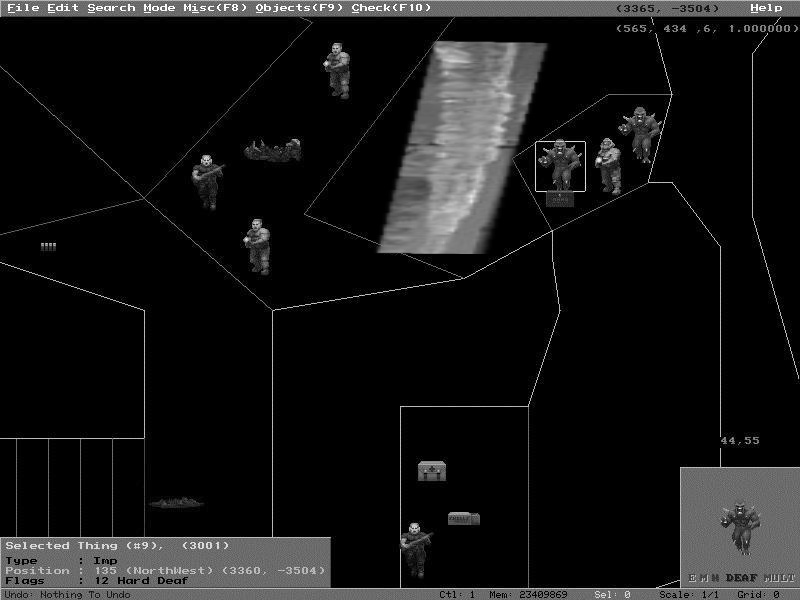 File Edit Search Mode Misc(F8) Objects(F9) Check(F10) (3365, -3504) Help
(565, 434 ,6, 1.000000)
44,55
Selected Thing (#9), (3001)
Type : Imp
Position : 135 (NorthWest) (3360, -3504)
Flags : 12 Hard Deaf
E M H DEAF MULT
Undo: Nothing To Undo Ctl: 1 Mem: 23409869 Sel: 0 Scale: 1/1 Grid: 0